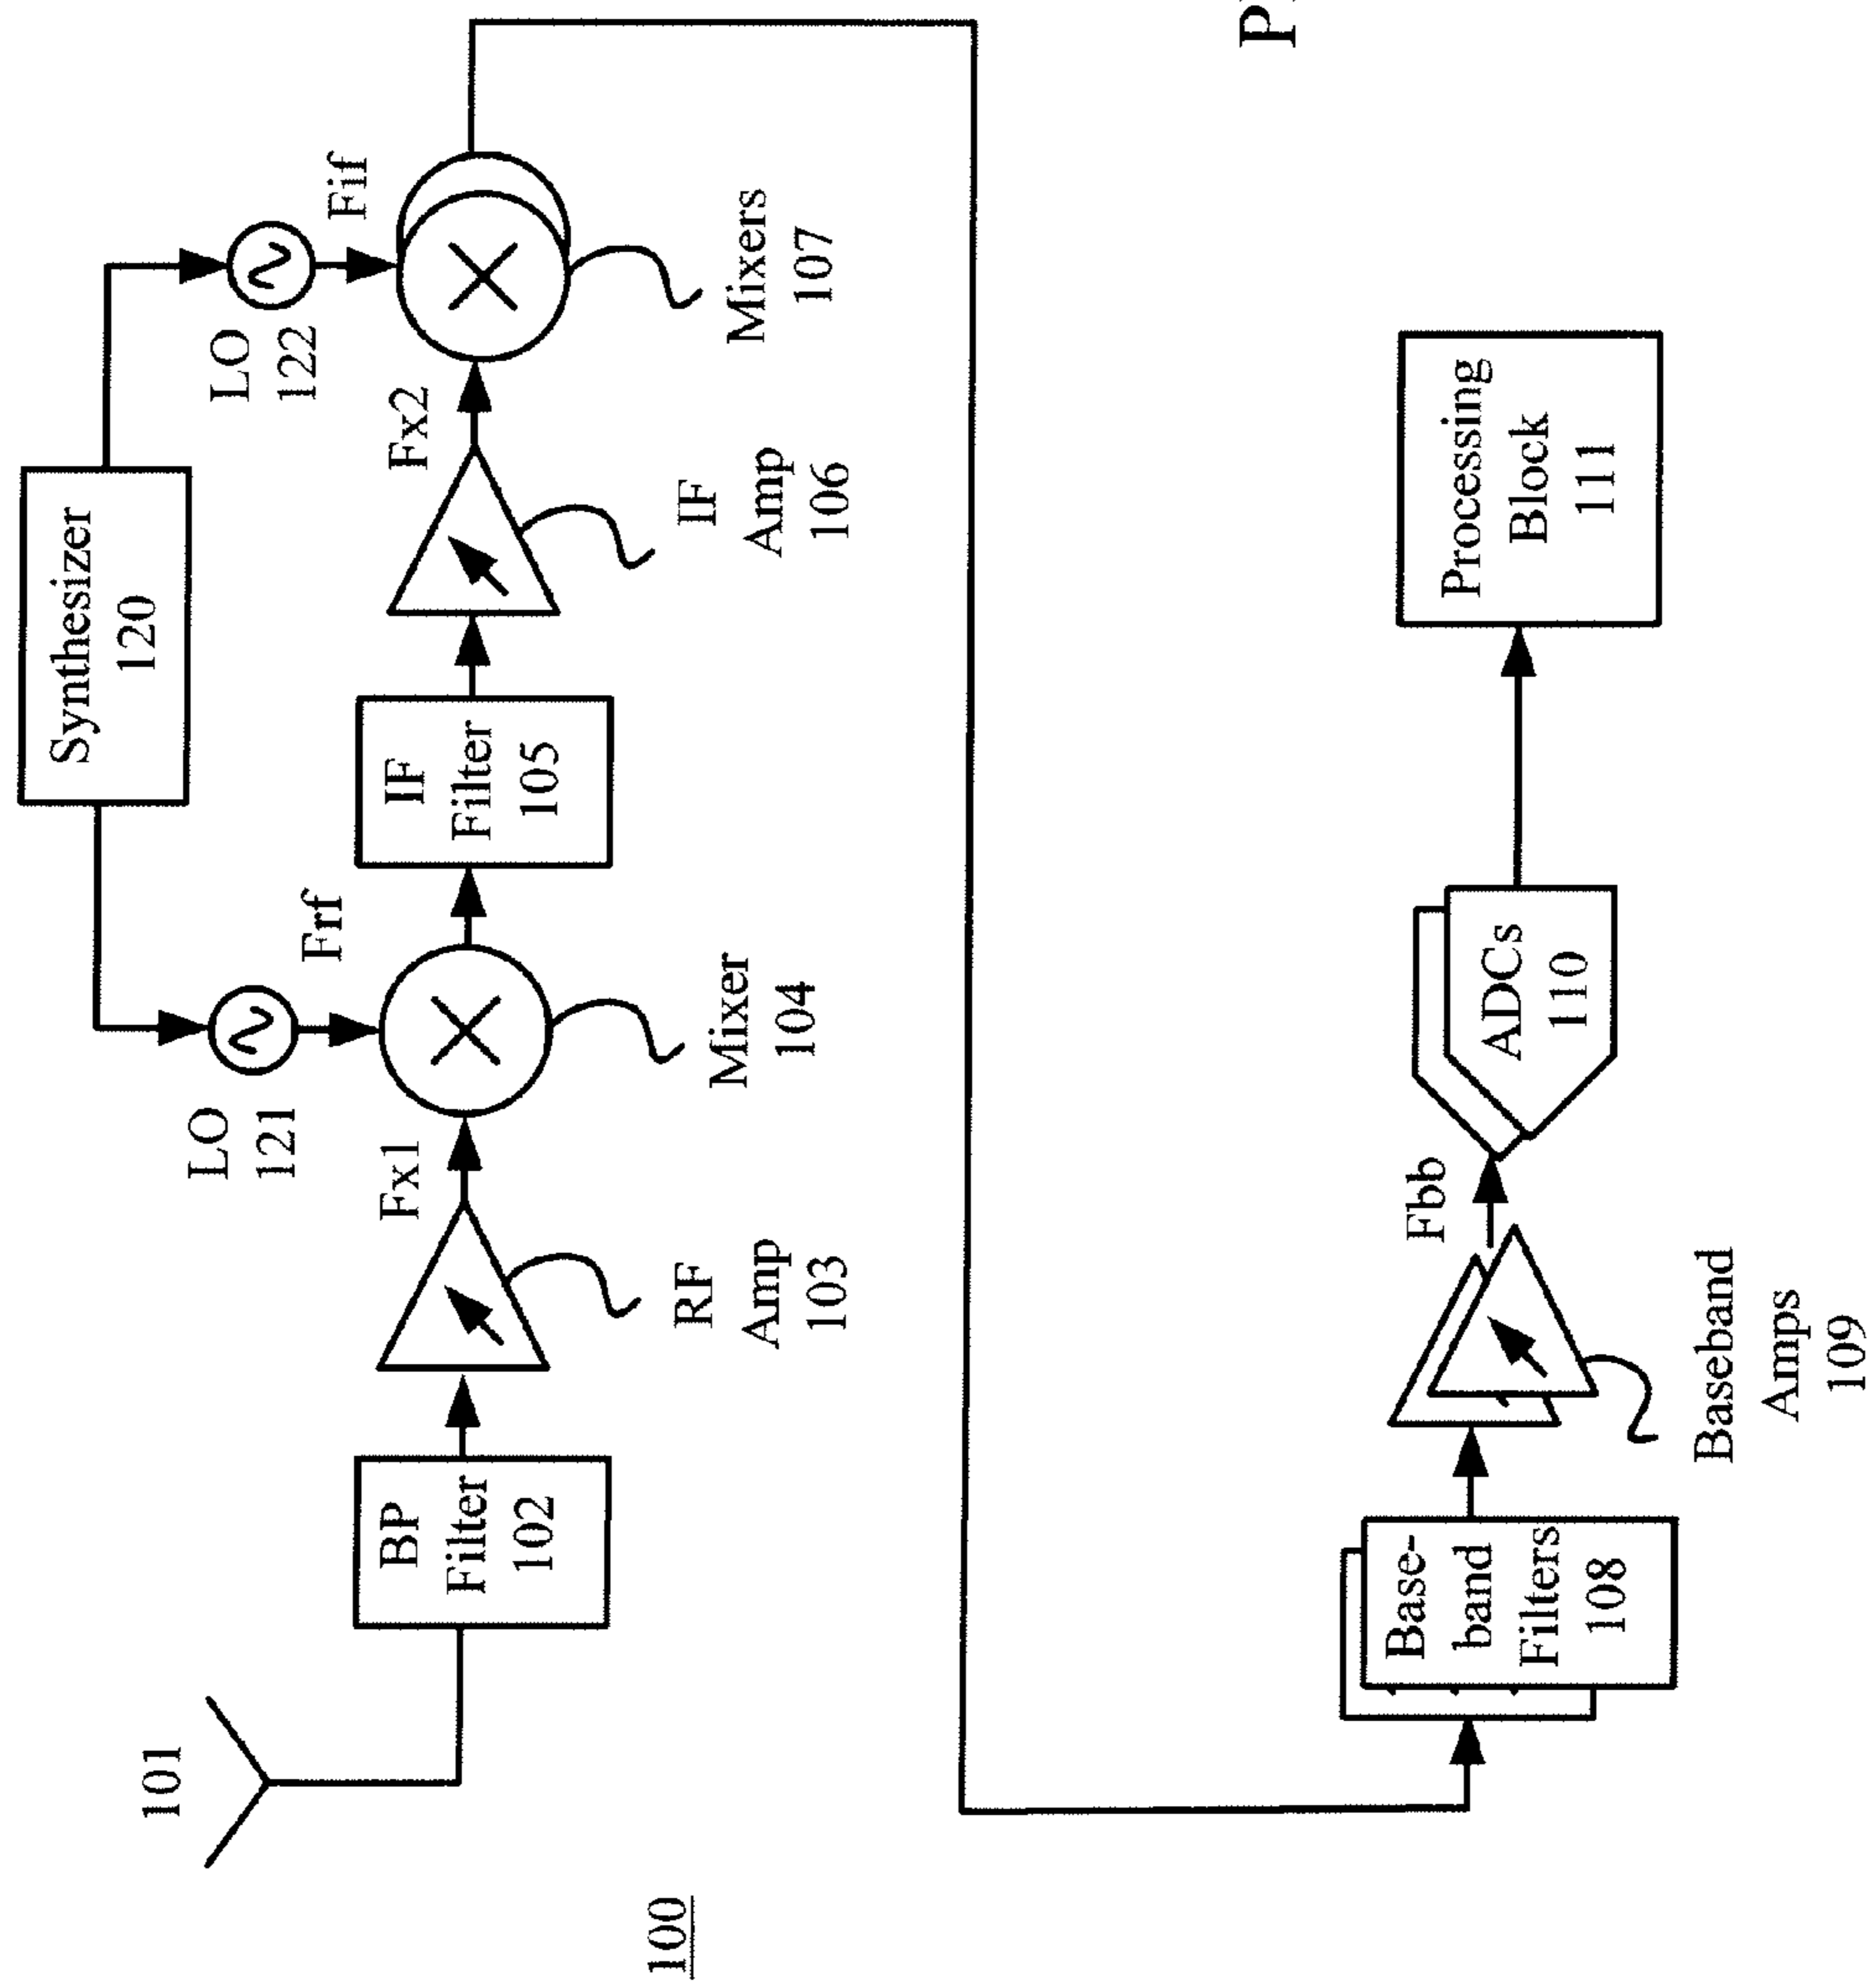 Synthesizer
120
LO
121
Frf
LO
122
Fif
101
BP
Filter
102
Fx1
RF
Amp
103
Mixer
104
IF
Filter
105
Fx2
IF
Amp
106
Mixers
107
100
Base-
band
Filters
108
Fbb
Baseband
Amps
109
ADCs
110
Processing
Block
111